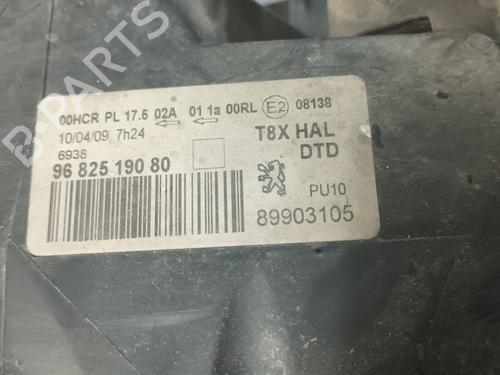 B-PARTS
00HCR PL 17.5 02A 01 1a 00RL E2 08138
10/04/09 7h24
6938
T8X HAL
96 825 190 80
DTD
PU10
89903105